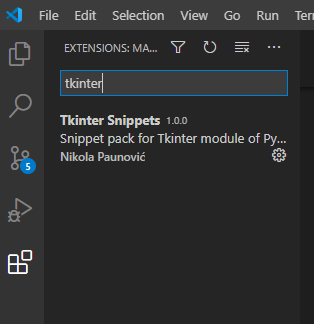 File Edit Selection View Go Run
EXTENSIONS: MA...
tkinter
Tkinter Snippets 1.0.0
Snippet pack for Tkinter module of Py...
Nikola Paunović
5